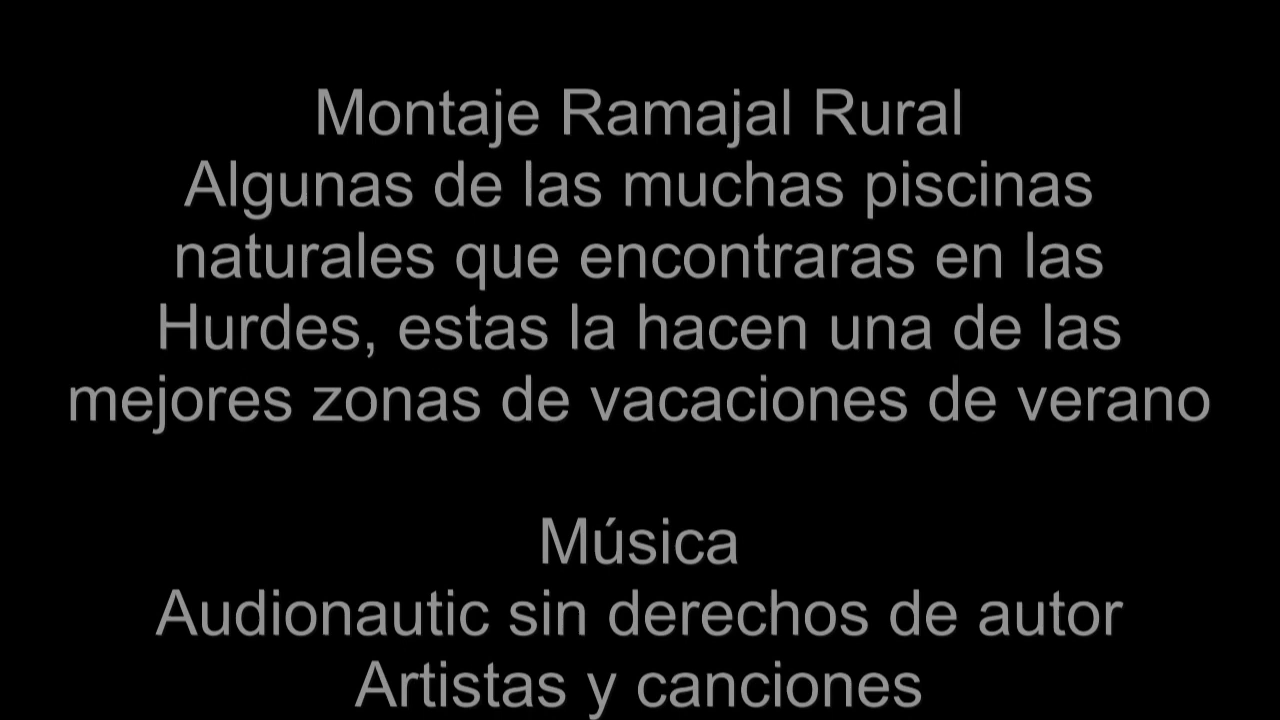 Montaje Ramajal Rural
Algunas de las muchas piscinas
naturales que encontraras en las
Hurdes, estas la hacen una de las
mejores zonas de vacaciones de verano
Música
Audionautic sin derechos de autor
Artistas y canciones